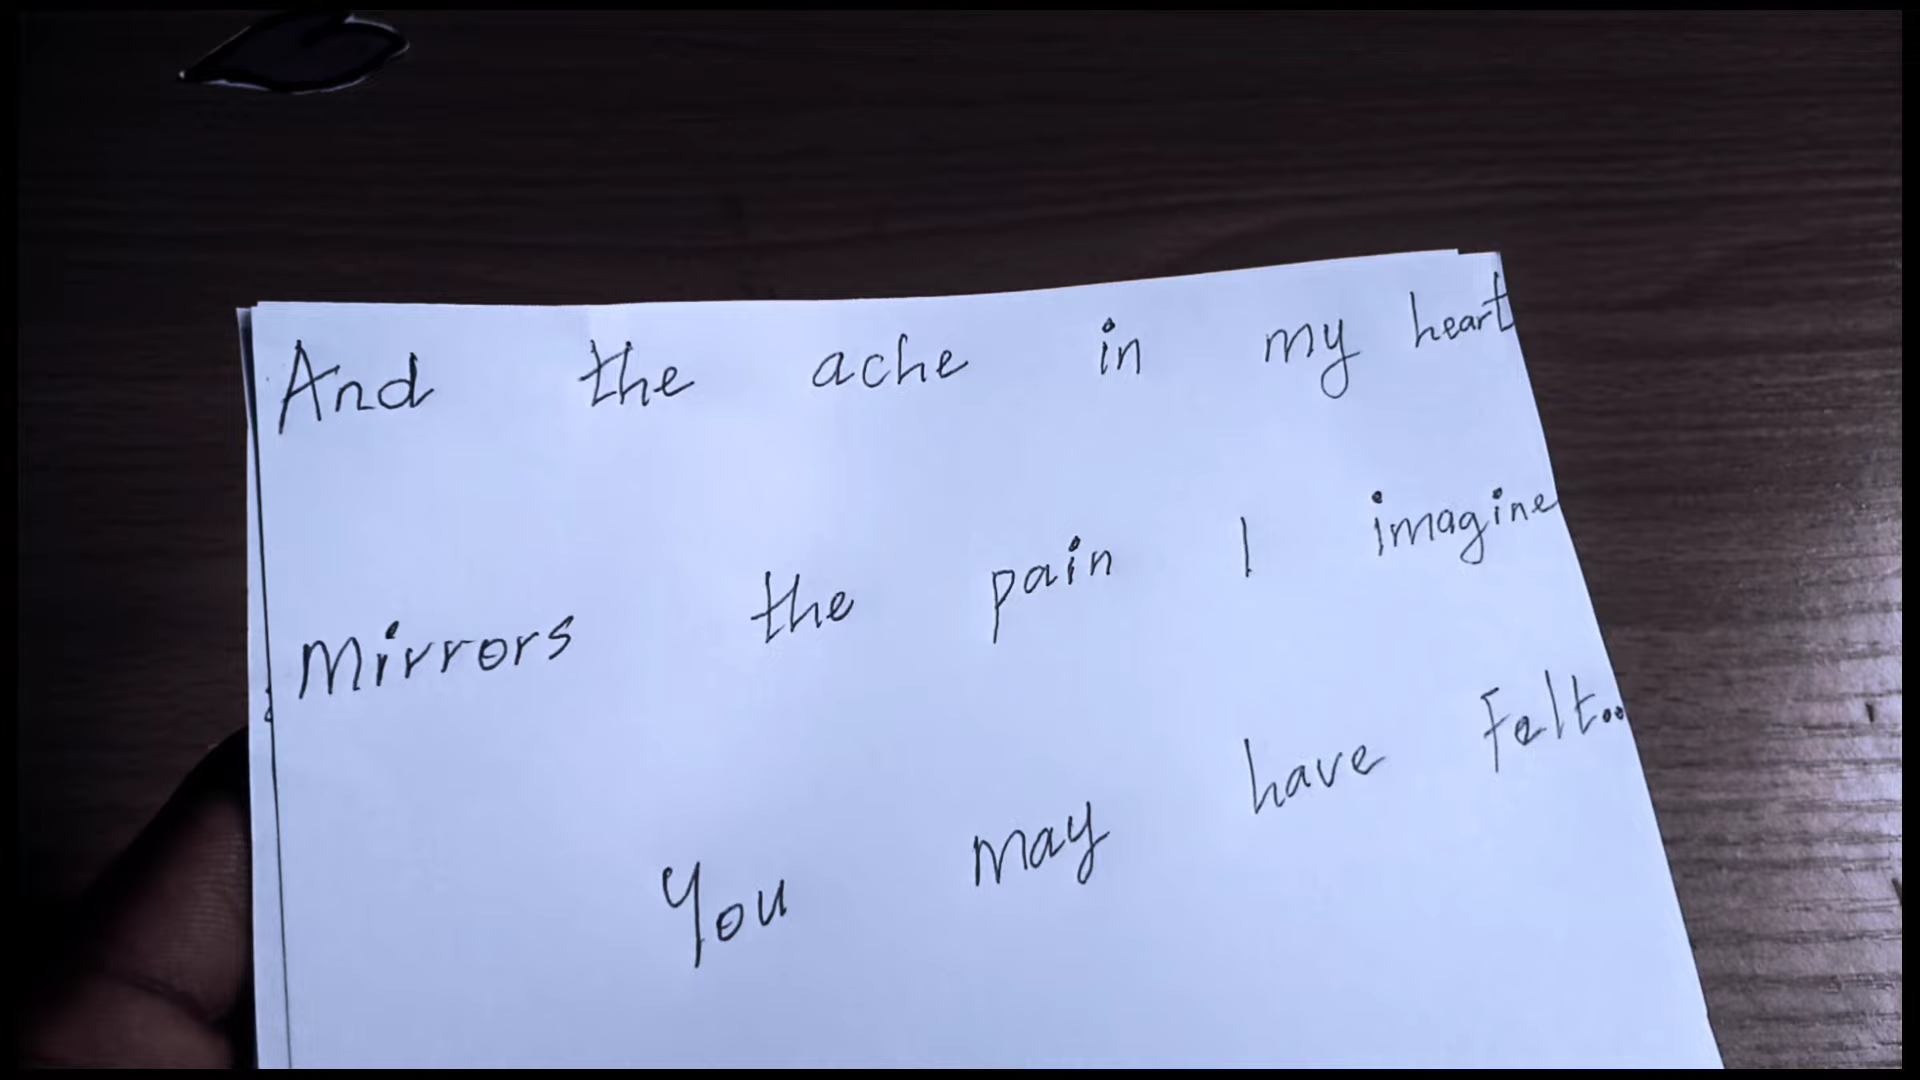 And the ache in my heart
Mirrors the pain I imagine
You may have Felt..